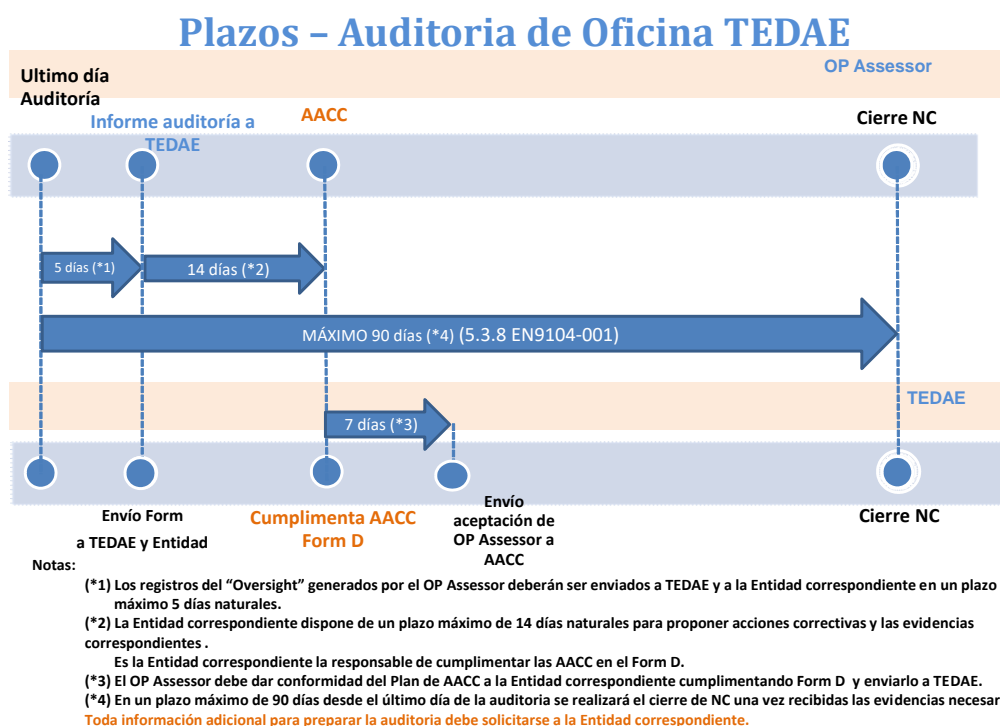 Plazos – Auditoria de Oficina TEDAE
OP Assessor
Ultimo día
Auditoría
Informe auditoría a
TEDAE
AACC
Cierre NC
5 días (*1)
14 días (*2)
MÁXIMO 90 días (*4) (5.3.8 EN9104-001)
TEDAE
7 días (*3)
Envío Form
a TEDAE y Entidad
Cumplimenta AACC
Form D
Envío
aceptación de
OP Assessor a
AACC
Cierre NC
Notas:
(*1) Los registros del “Oversight” generados por el OP Assessor deberán ser enviados a TEDAE y a la Entidad correspondiente en un plazo
máximo 5 días naturales.
(*2) La Entidad correspondiente dispone de un plazo máximo de 14 días naturales para proponer acciones correctivas y las evidencias
correspondientes .
Es la Entidad correspondiente la responsable de cumplimentar las AACC en el Form D.
(*3) El OP Assessor debe dar conformidad del Plan de AACC a la Entidad correspondiente cumplimentando Form D y enviarlo a TEDAE.
(*4) En un plazo máximo de 90 días desde el último día de la auditoria se realizará el cierre de NC una vez recibidas las evidencias
Toda información adicional para preparar la auditoria debe solicitarse a la Entidad correspondiente.